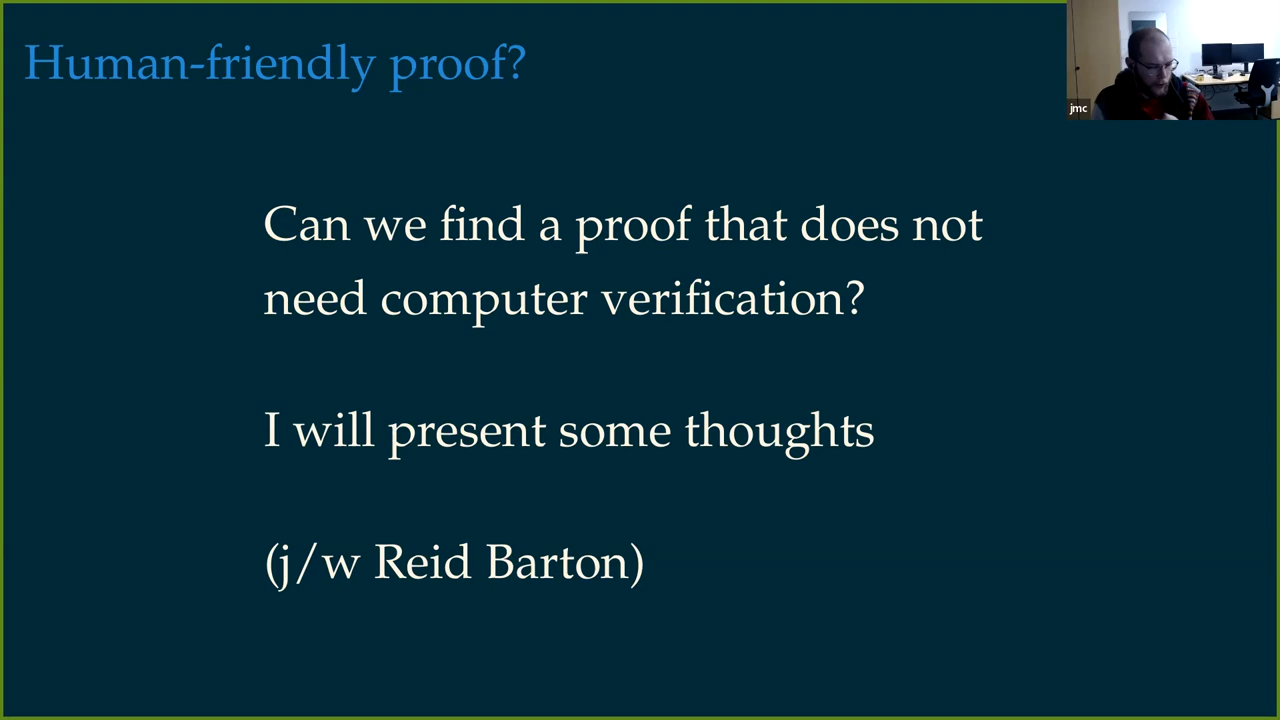 Human-friendly proof?
jmc
Can we find a proof that does not
need computer verification?
I will present some thoughts
(j/w Reid Barton)